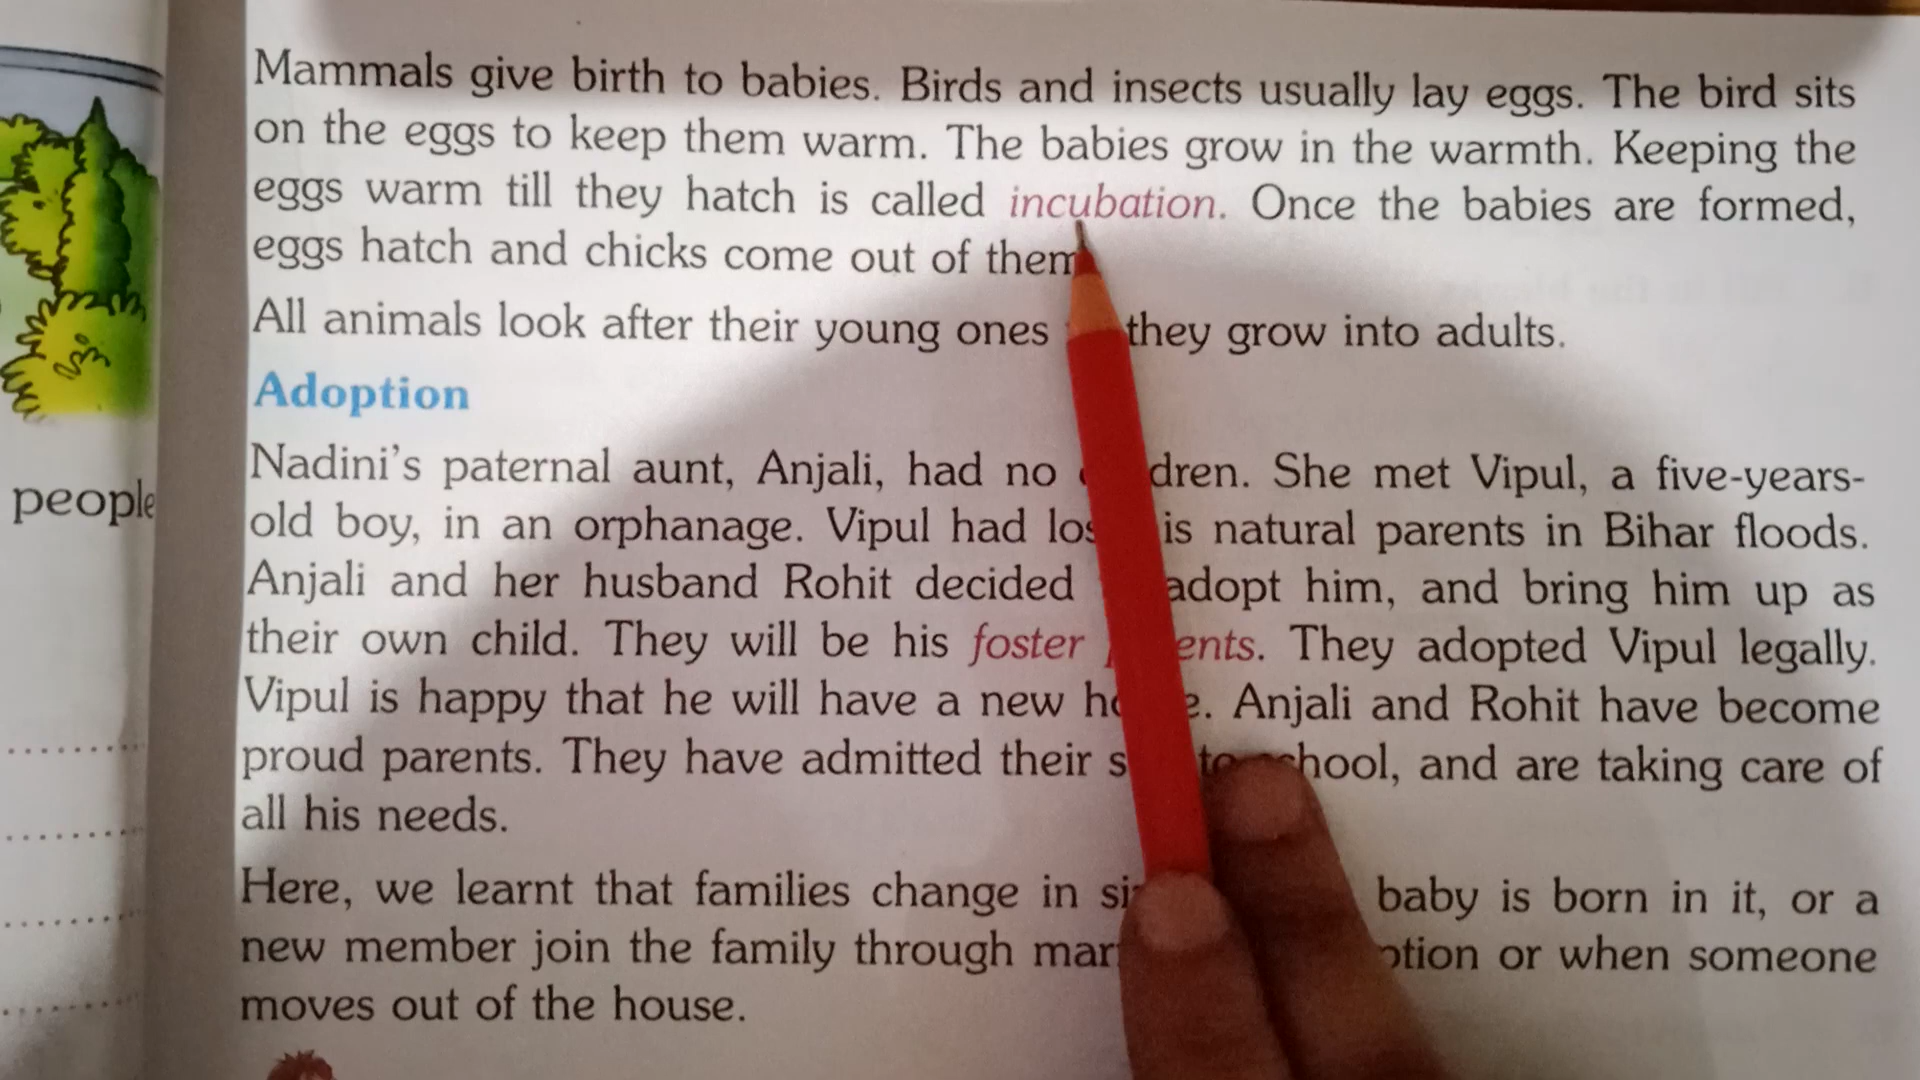 Mammals give birth to babies. Birds and insects usually lay eggs. The bird sits
on the eggs to keep them warm. The babies grow in the warmth. Keeping the
eggs warm till they hatch is called incubation. Once the babies are formed,
eggs hatch and chicks come out of them
All animals look after their young ones they grow into adults.
Adoption
Nadini's paternal aunt, Anjali, had no dren. She met Vipul, a five-years-
old boy, in an orphanage. Vipul had los is natural parents in Bihar floods.
Anjali and her husband Rohit decided adopt him, and bring him up as
their own child. They will be his foster ents. They adopted Vipul legally.
Vipul is happy that he will have a new e. Anjali and Rohit have become
proud parents. They have admitted their s to school, and are taking care of
all his needs.
Here, we learnt that families change in si baby is born in it, or a
new member join the family through mar ption or when someone
moves out of the house.
people